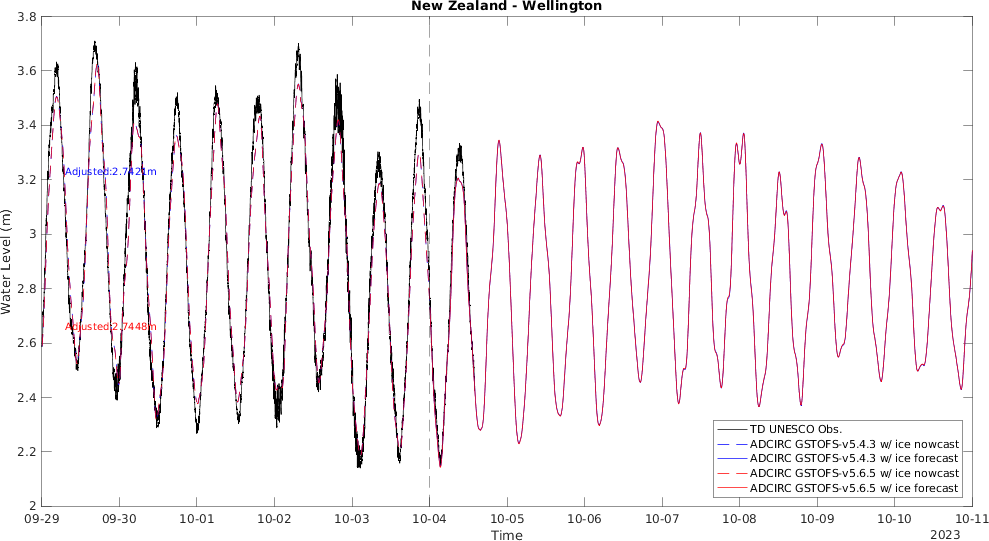 New Zealand - Wellington
3.8
3.6
3.4
3.2
3
2.8
2.6
2.4
2.2
2
Water Level (m)
Adjusted:2.7421m
Adjusted:2.7448m
TD UNESCO Obs.
ADCIRC GSTOFS-v5.4.3 w/ ice nowcast
ADCIRC GSTOFS-v5.4.3 w/ ice forecast
ADCIRC GSTOFS-v5.6.5 w/ ice nowcast
ADCIRC GSTOFS-v5.6.5 w/ ice forecast
09-29 09-30 10-01 10-02 10-03 10-04 10-05 10-06 10-07 10-08 10-09 10-10 10-11
Time
2023